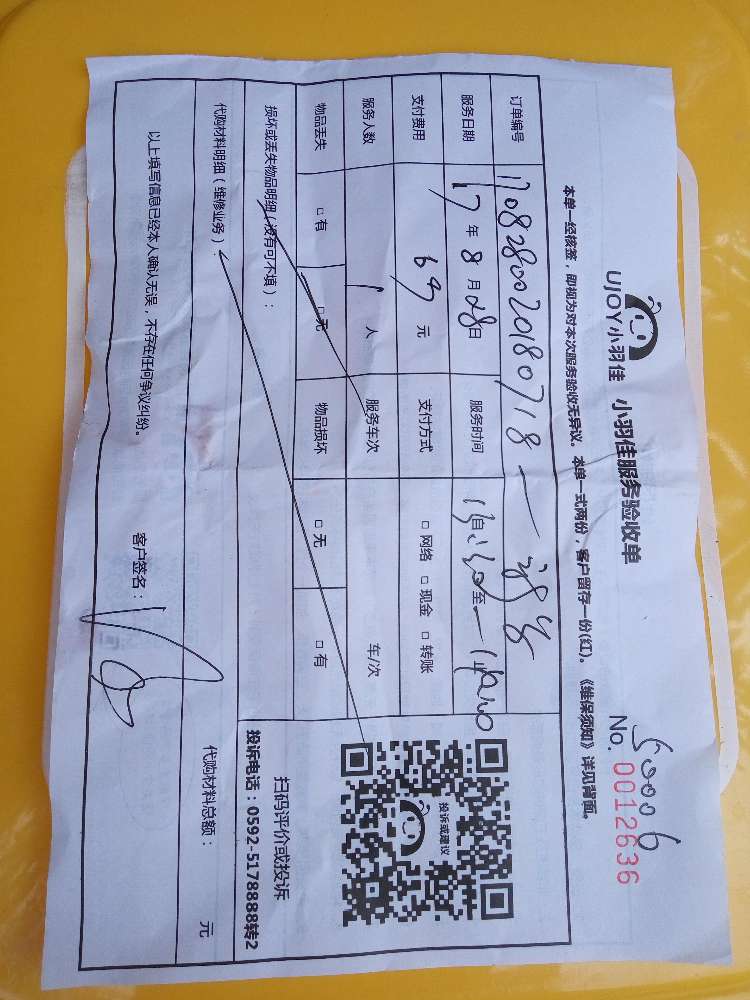 UJOY小羽佳 小羽佳服务验收单
50006
No. 0012636
本单一经核签，即视为对本次服务验收无异议。本单一式两份，客户留存一份(红)。《维保须知》详见背面。
订单编号 1708280020180718
服务日期 17 年 8 月 28 日 服务时间 自 至 止
支付费用 69 元 支付方式 □ 网络 □ 现金 □ 转账
服务人数 1 人 服务车次 车/次
物品丢失 □ 有 □ 无 物品损坏 □ 无 □ 有
投诉或建议
损坏或丢失物品明细（没有可不填）：
扫码评价或投诉
投诉电话：0592-5178888转2
代购材料明细（维修业务）：
代购材料总额： 元
以上填写信息已经本人确认无误，不存在任何争议纠纷。 客户签名：